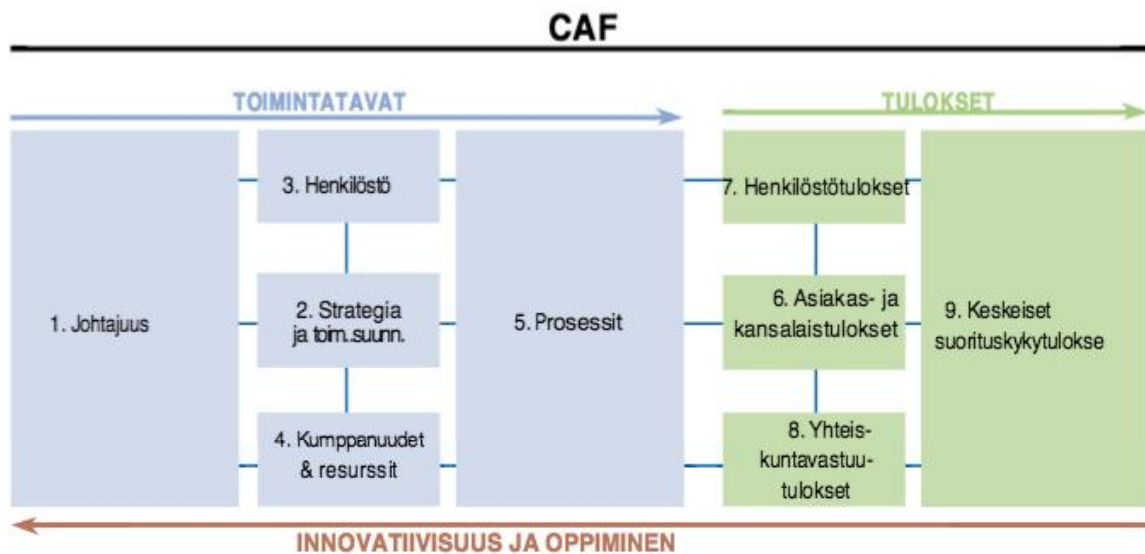 CAF
TOIMINTATAVAT
TULOKSET
1. Johtajuus
3. Henkilöstö
2. Strategia
ja toim.suunn.
4. Kumppanuudet
& resurssit
5. Prosessit
7. Henkilöstötulokset
6. Asiakas- ja
kansalaistulokset
8. Yhteis-
kuntavastuu-
tulokset
9. Keskeiset
suorituskykytulokse
INNOVATIIVISUUS JA OPPIMINEN